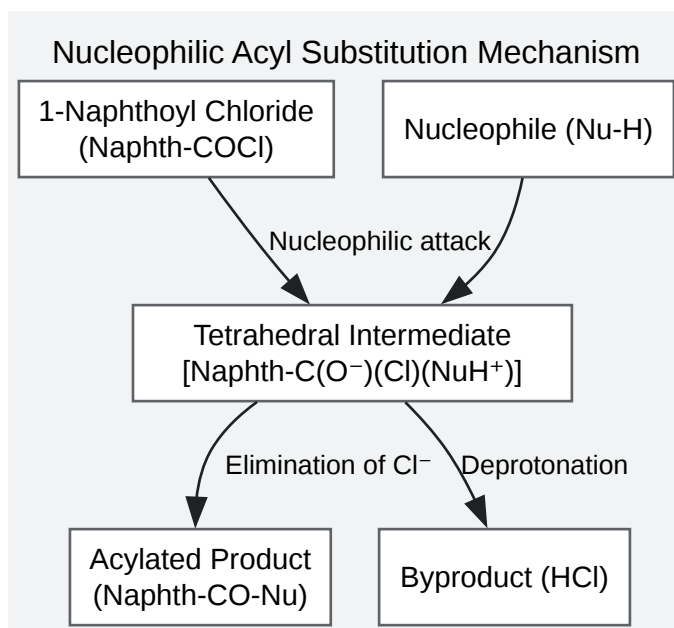 Nucleophilic Acyl Substitution Mechanism
1-Naphthoyl Chloride
(Naphth-COCl)
Nucleophile (Nu-H)
Nucleophilic attack
Tetrahedral Intermediate
[Naphth-C(O⁻)(Cl)(NuH⁺)]
Elimination of Cl⁻
Deprotonation
Acylated Product
(Naphth-CO-Nu)
Byproduct (HCl)